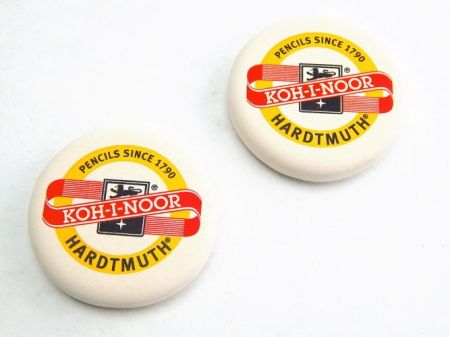 PENCILS SINCE 1790
®
KOH-I-NOOR
HARDTMUTH®
PENCILS SINCE 1790
®
KOH-I-NOOR
HARDTMUTH®